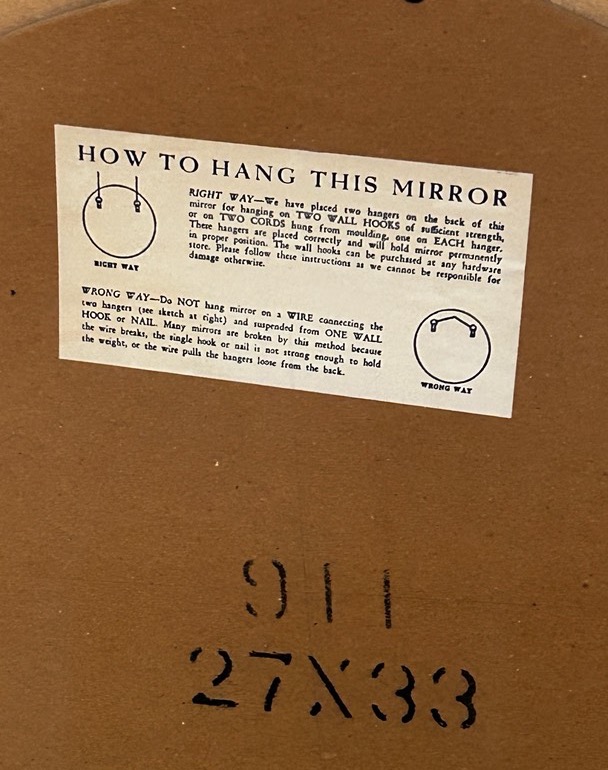 HOW TO HANG THIS MIRROR
RIGHT WAY—We have placed two hangers on the back of this
mirror for hanging on TWO WALL HOOKS of sufficient strength,
or on TWO CORDS hung from moulding, one on EACH hanger.
These hangers are placed correctly and will hold mirror permanently
in proper position. The wall hooks can be purchased at any hardware
store. Please follow these instructions as we cannot be responsible for
damage otherwise.
RIGHT WAY
WRONG WAY—Do NOT hang mirror on a WIRE connecting the
two hangers (see sketch at right) and suspended from ONE WALL
HOOK or NAIL. Many mirrors are broken by this method because
the wire breaks, the single hook or nail is not strong enough to hold
the weight, or the wire pulls the hangers loose from the back.
WRONG WAY
911
27X33